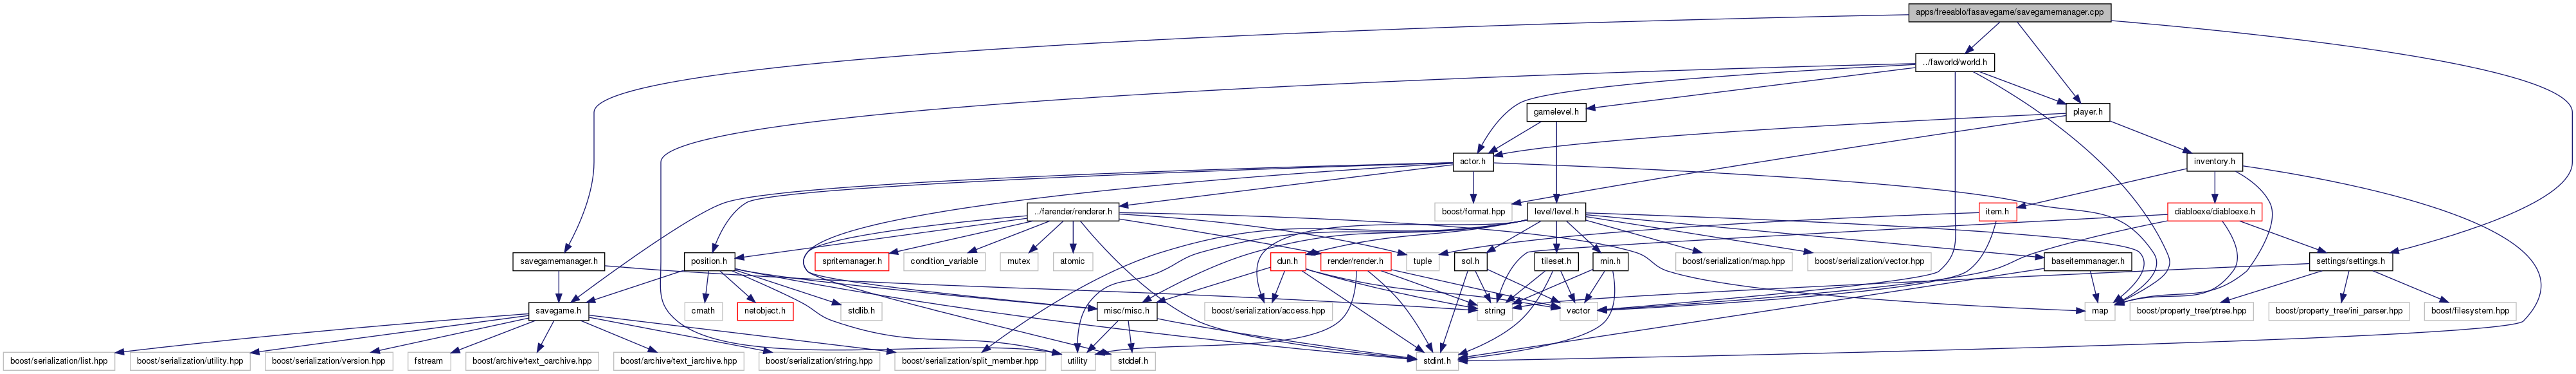 apps/freeablo/fasavegame/savegamemanager.cpp
../faworld/world.h
gamelevel.h
player.h
actor.h
inventory.h
../farender/renderer.h
boost/format.hpp
level/level.h
item.h
diabloexe/diabloexe.h
savegamemanager.h
position.h
spritemanager.h
condition_variable
mutex
atomic
dun.h
render/render.h
tuple
sol.h
tileset.h
min.h
boost/serialization/map.hpp
boost/serialization/vector.hpp
baseitemmanager.h
settings/settings.h
savegame.h
cmath
netobject.h
stdlib.h
misc/misc.h
boost/serialization/access.hpp
string
vector
map
boost/property_tree/ptree.hpp
boost/property_tree/ini_parser.hpp
boost/filesystem.hpp
boost/serialization/list.hpp
boost/serialization/utility.hpp
boost/serialization/version.hpp
fstream
boost/archive/text_oarchive.hpp
boost/archive/text_iarchive.hpp
boost/serialization/string.hpp
boost/serialization/split_member.hpp
utility
stddef.h
stdint.h